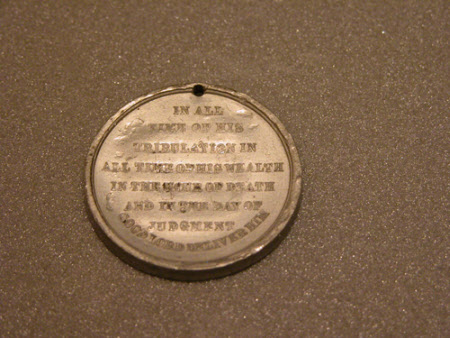 IN ALL
TIME OF HIS
TRIBULATION IN
ALL TIME OF HIS WEALTH
IN THE HOUR OF DEATH
AND IN THE DAY OF
JUDGMENT
GOOD LORD DELIVER HIM